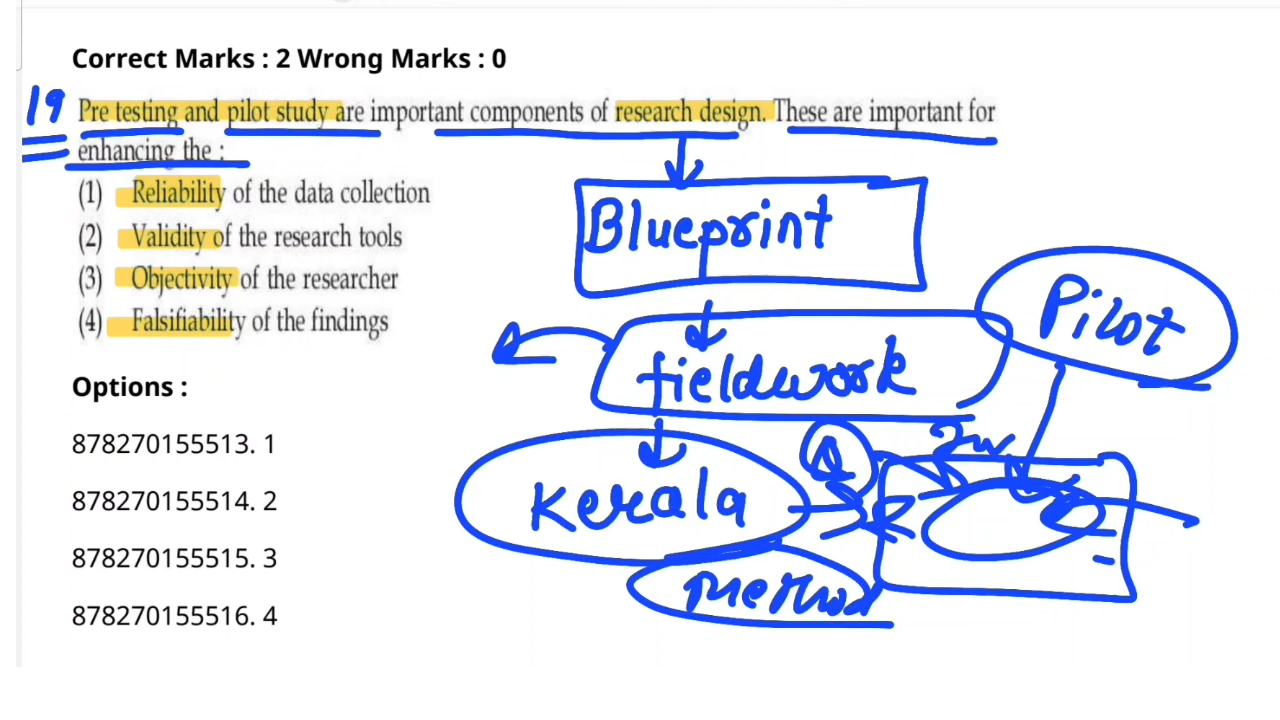 Correct Marks : 2 Wrong Marks : 0
19 Pre testing and pilot study are important components of research design. These are important for
enhancing the :
(1) Reliability of the data collection
(2) Validity of the research tools
(3) Objectivity of the researcher
(4) Falsifiability of the findings
Options :
878270155513. 1
878270155514. 2
878270155515. 3
878270155516. 4
Blueprint
Pilot
fieldwork
Kerala
method